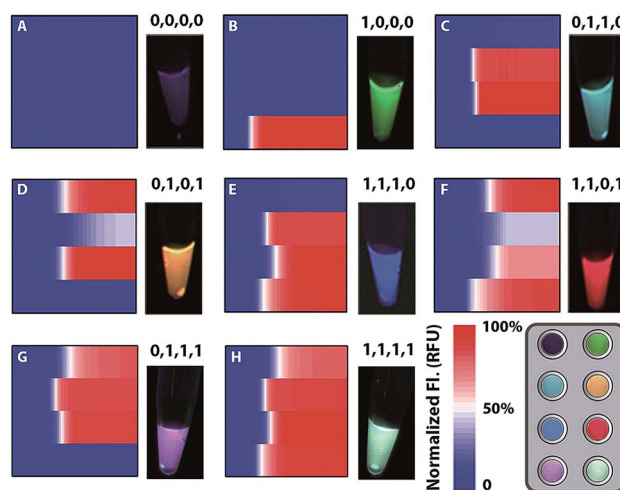 A
0,0,0,0
B
1,0,0,0
C
0,1,1,0
D
0,1,0,1
E
1,1,1,0
F
1,1,0,1
G
0,1,1,1
H
1,1,1,1
Normalized Fl. (RFU)
100%
50%
0